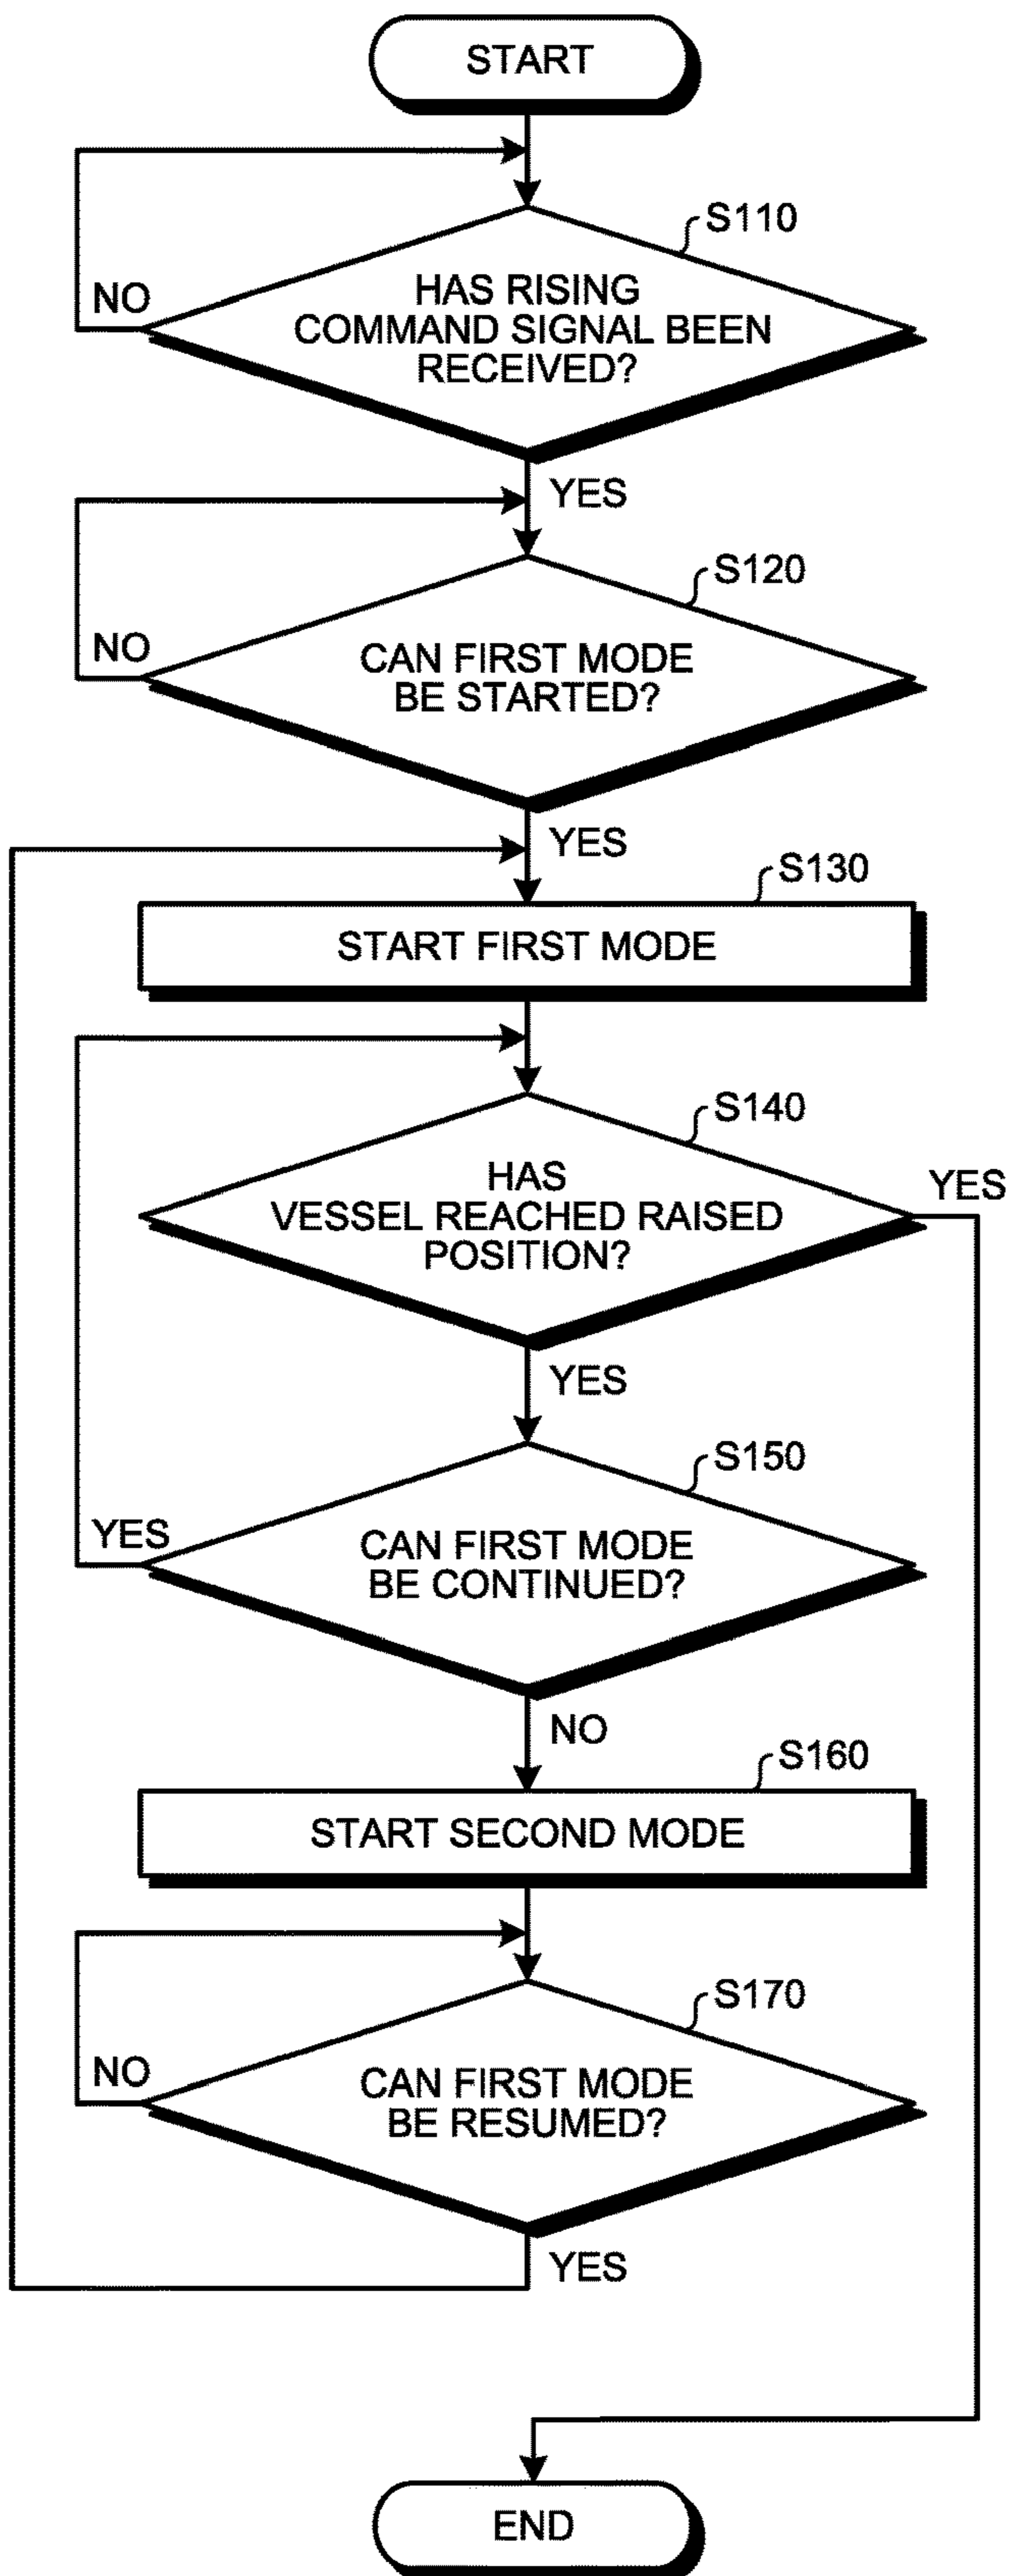 START
S110
HAS RISING
COMMAND SIGNAL BEEN
RECEIVED?
NO
YES
S120
CAN FIRST MODE
BE STARTED?
NO
YES
S130
START FIRST MODE
S140
HAS
VESSEL REACHED RAISED
POSITION?
YES
YES
S150
CAN FIRST MODE
BE CONTINUED?
YES
NO
S160
START SECOND MODE
S170
CAN FIRST MODE
BE RESUMED?
NO
YES
END